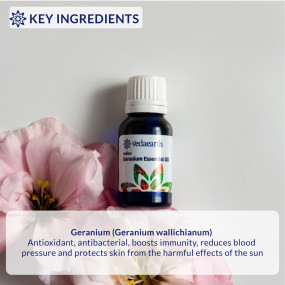 KEY INGREDIENTS
vedaearth
Geranium Essential Oil
Geranium (Geranium wallichianum)
Antioxidant, antibacterial, boosts immunity, reduces blood
pressure and protects skin from the harmful effects of the sun